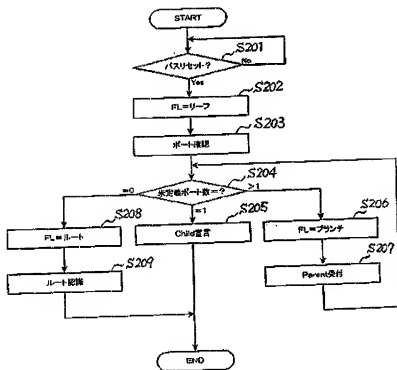 START
S201
バスリセット?
No
Yes
S202
FL=リーフ
S203
ポート確認
S204
未定義ポート数=?
=0
=1
>1
S208
FL=ルート
S205
Child宣言
S206
FL=ブランチ
S209
ルート認識
S207
Parent受付
END